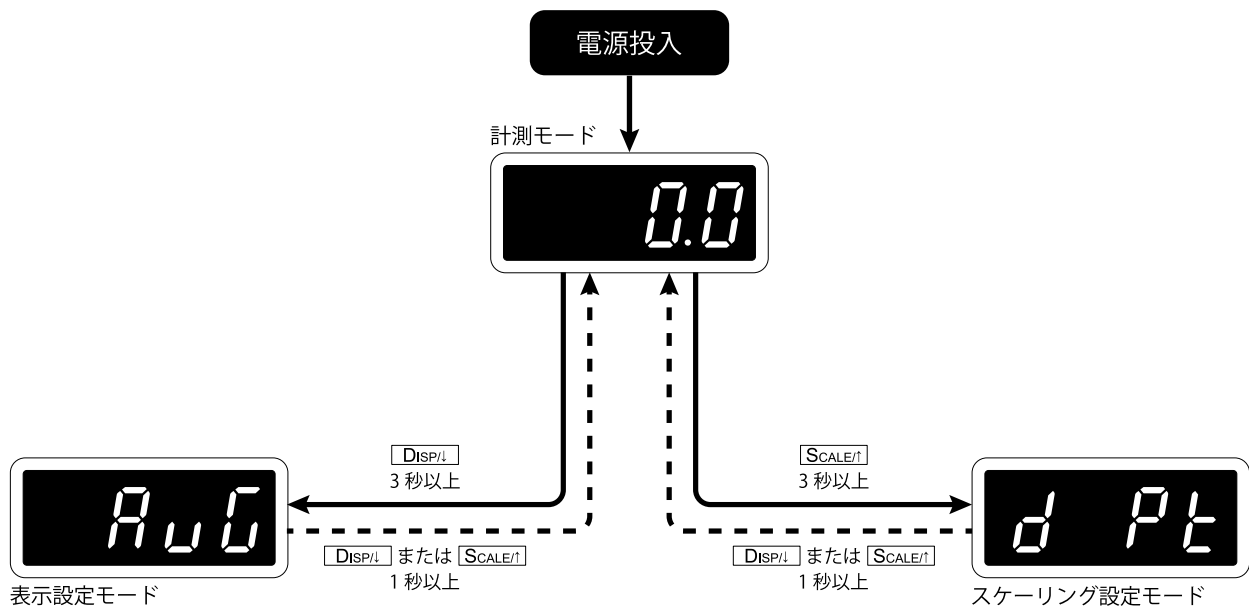 電源投入
計測モード
0.0
DISP/↓
3 秒以上
SCALE/↑
3 秒以上
AvG
d Pt
DISP/↓ または SCALE/↑
1 秒以上
DISP/↓ または SCALE/↑
1 秒以上
表示設定モード
スケーリング設定モード